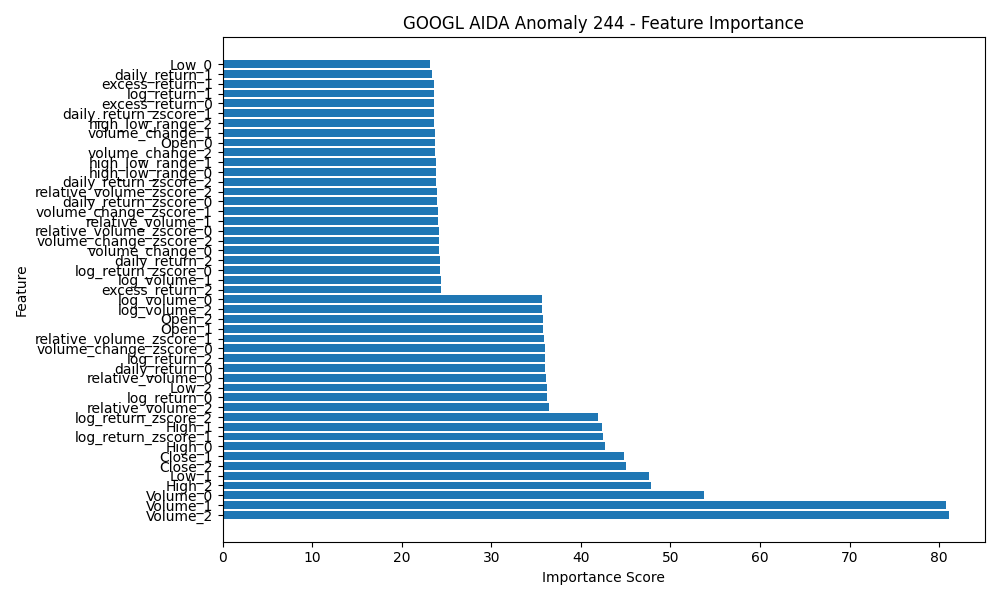 GOOGL AIDA Anomaly 244 - Feature Importance
Low_0
daily_return_1
excess_return_1
log_return_1
excess_return_0
daily_return_zscore_1
high_low_range_2
volume_change_1
Open_0
volume_change_2
high_low_range_1
high_low_range_0
daily_return_zscore_2
relative_volume_zscore_2
daily_return_zscore_0
volume_change_zscore_1
relative_volume_1
relative_volume_zscore_0
volume_change_zscore_2
volume_change_0
daily_return_2
log_return_zscore_0
log_volume_1
excess_return_2
log_volume_0
log_volume_2
Open_2
Open_1
relative_volume_zscore_1
volume_change_zscore_0
log_return_2
daily_return_0
relative_volume_0
Low_2
log_return_0
relative_volume_2
log_return_zscore_2
High_1
log_return_zscore_1
High_0
Close_1
Close_2
Low_1
High_2
Volume_0
Volume_1
Volume_2
Feature
0 10 20 30 40 50 60 70 80
Importance Score